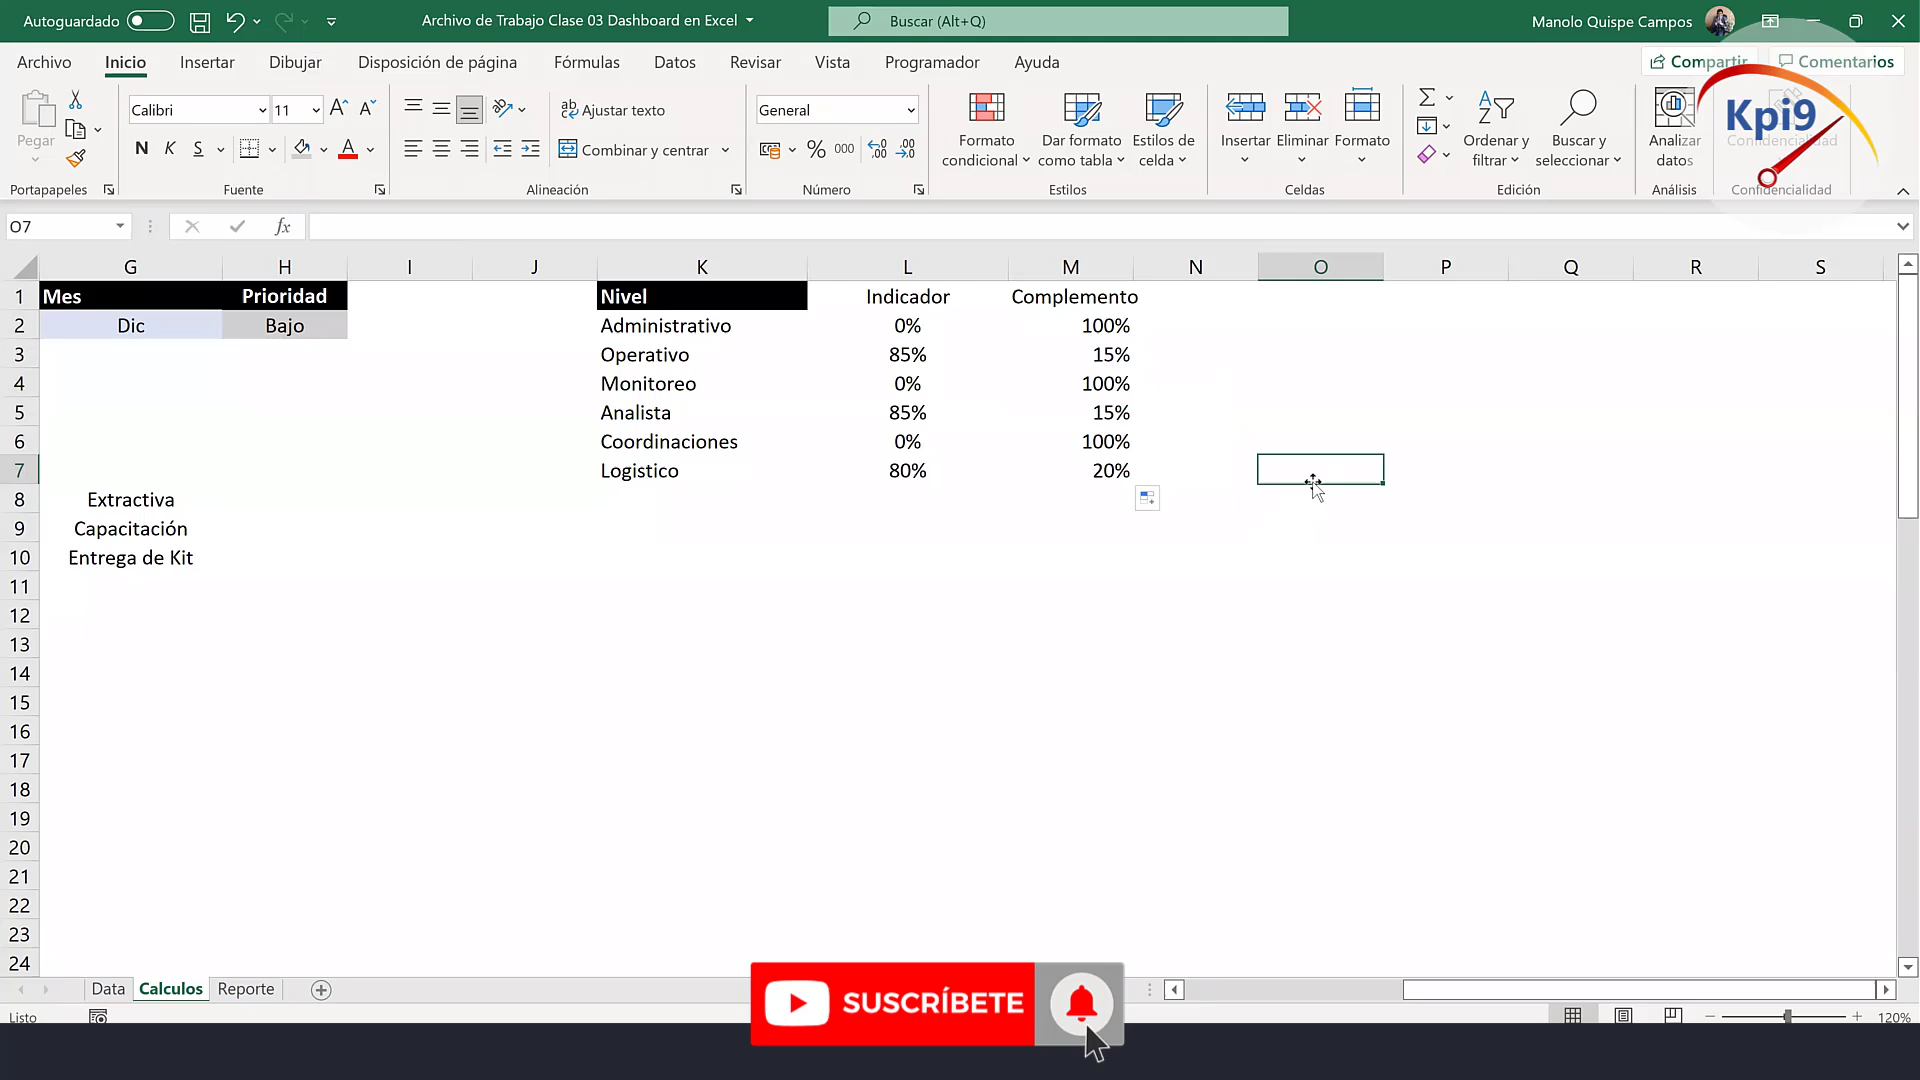 Autoguardado
Archivo de Trabajo Clase 03 Dashboard en Excel
Buscar (Alt+Q)
Manolo Quispe Campos
Archivo Inicio Insertar Dibujar Disposición de página Fórmulas Datos Revisar Vista Programador Ayuda
Compartir Comentarios
Pegar
Portapapeles
Calibri 11
N K S
Fuente
Ajustar texto
Combinar y centrar
Alineación
General
% 000
Número
Formato condicional
Dar formato como tabla
Estilos de celda
Estilos
Insertar Eliminar Formato
Celdas
Ordenar y filtrar
Buscar y seleccionar
Edición
Analizar datos
Análisis
Confidencialidad
Confidencialidad
Kpi9
O7 fx
G H I J K L M N O P Q R S
1 Mes Prioridad Nivel Indicador Complemento
2 Dic Bajo Administrativo 0% 100%
3 Operativo 85% 15%
4 Monitoreo 0% 100%
5 Analista 85% 15%
6 Coordinaciones 0% 100%
7 Logistico 80% 20%
8 Extractiva
9 Capacitación
10 Entrega de Kit
11
12
13
14
15
16
17
18
19
20
21
22
23
24
Data Calculos Reporte
SUSCRÍBETE
Listo
120%